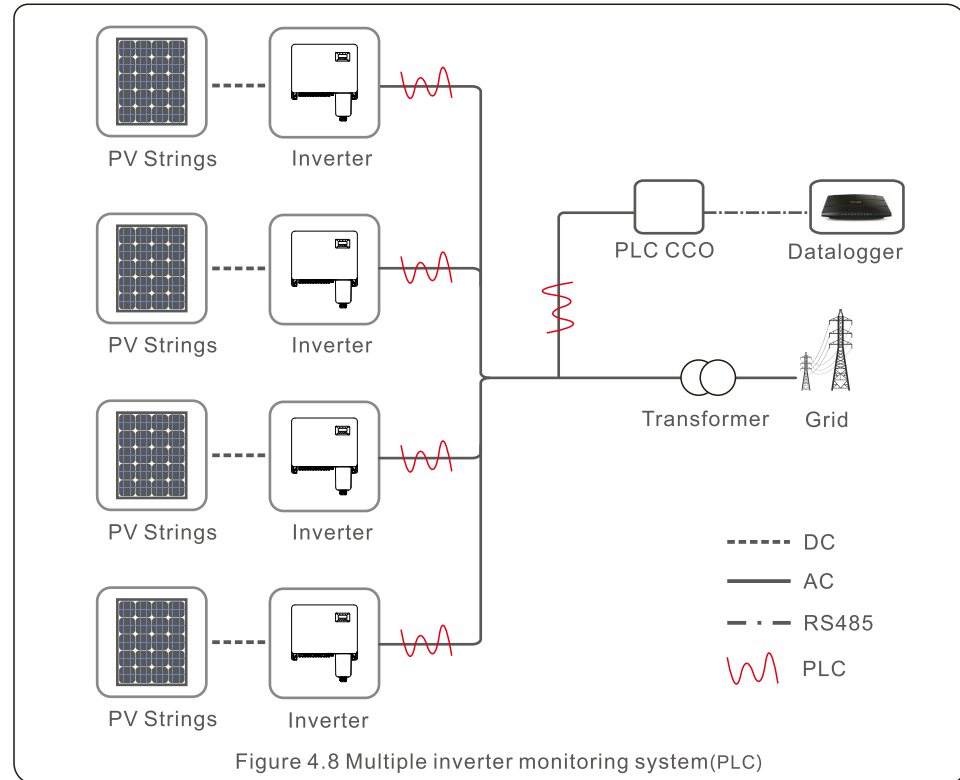 PV Strings
Inverter
PV Strings
Inverter
PV Strings
Inverter
PV Strings
Inverter
PLC CCO
Datalogger
Transformer
Grid
DC
AC
RS485
PLC
Figure 4.8 Multiple inverter monitoring system(PLC)